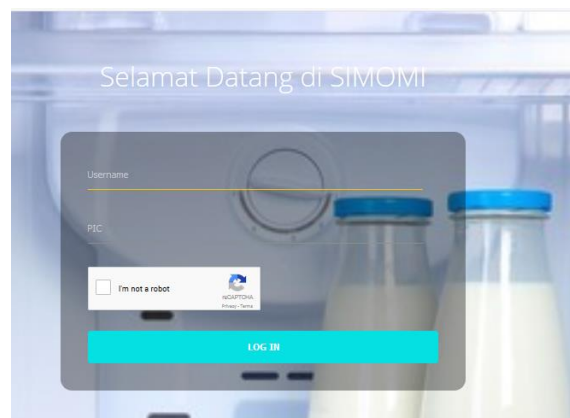 Selamat Datang di SIMOMI
Username
PIC
I'm not a robot
reCAPTCHA
Privacy - Terms
LOG IN